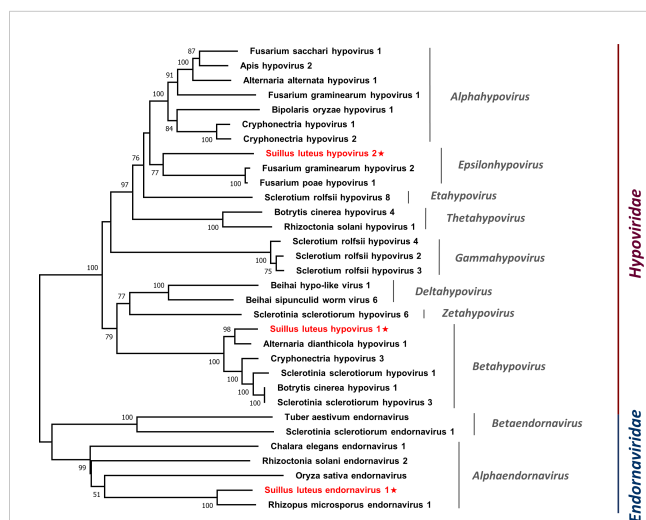 Fusarium sacchari hypovirus 1
Apis hypovirus 2
Alternaria alternata hypovirus 1
Fusarium graminearum hypovirus 1
Bipolaris oryzae hypovirus 1
Cryphonectria hypovirus 1
Cryphonectria hypovirus 2
Suillus luteus hypovirus 2★
Fusarium graminearum hypovirus 2
Fusarium poae hypovirus 1
Sclerotium rolfsii hypovirus 8
Botrytis cinerea hypovirus 4
Rhizoctonia solani hypovirus 1
Sclerotium rolfsii hypovirus 4
Sclerotium rolfsii hypovirus 2
Sclerotium rolfsii hypovirus 3
Beihai hypo-like virus 1
Beihai sipunculid worm virus 6
Sclerotinia sclerotiorum hypovirus 6
Suillus luteus hypovirus 1★
Alternaria dianthicola hypovirus 1
Cryphonectria hypovirus 3
Sclerotinia sclerotiorum hypovirus 1
Botrytis cinerea hypovirus 1
Sclerotinia sclerotiorum hypovirus 3
Tuber aestivum endornavirus
Sclerotinia sclerotiorum endornavirus 1
Chalara elegans endornavirus 1
Rhizoctonia solani endornavirus 2
Oryza sativa endornavirus
Suillus luteus endornavirus 1★
Rhizopus microsporus endornavirus 1
Alphahypovirus
Epsilonhypovirus
Etahypovirus
Thetahypovirus
Gammahypovirus
Deltahypovirus
Zetahypovirus
Betahypovirus
Betaendornavirus
Alphaendornavirus
Hypoviridae
Endornaviridae
87
100
91
100
84
100
76
77
100
97
100
100
75
100
77
100
79
98
100
100
100
100
99
51
100